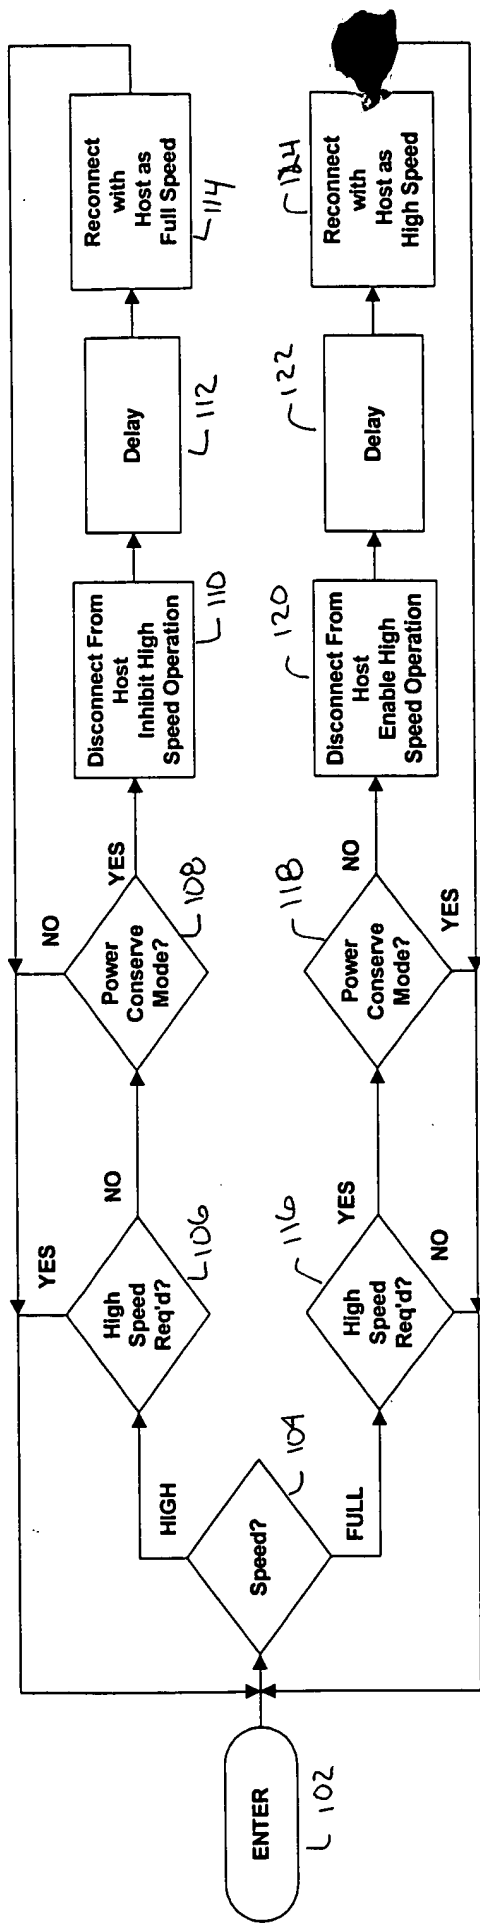 ENTER
102
Speed?
104
HIGH
FULL
High
Speed
Req'd?
106
YES
NO
Power
Conserve
Mode?
108
NO
YES
Disconnect From
Host
Inhibit High
Speed Operation
110
Delay
112
Reconnect
with
Host as
Full Speed
114
High
Speed
Req'd?
116
YES
NO
Power
Conserve
Mode?
118
NO
YES
Disconnect From
Host
Enable High
Speed Operation
120
Delay
122
Reconnect
with
Host as
High Speed
124